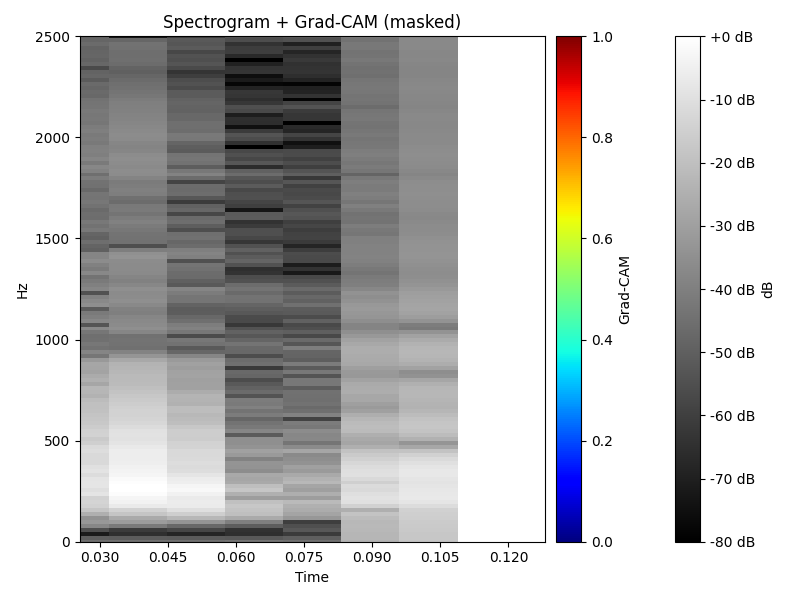 Spectrogram + Grad-CAM (masked)
2500
2000
1500
1000
500
0
Hz
0.030
0.045
0.060
0.075
0.090
0.105
0.120
Time
1.0
0.8
0.6
0.4
0.2
0.0
Grad-CAM
+0 dB
-10 dB
-20 dB
-30 dB
-40 dB
-50 dB
-60 dB
-70 dB
-80 dB
dB